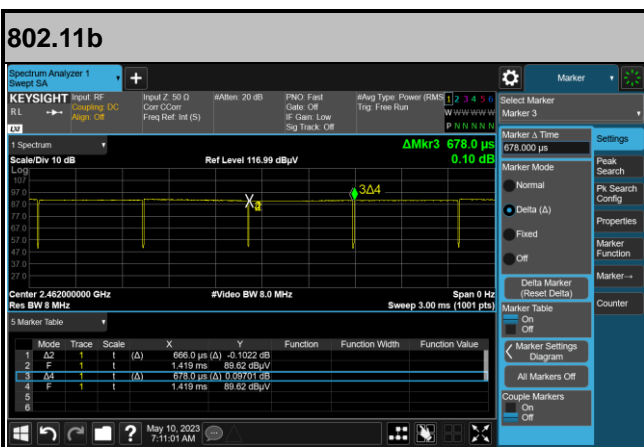 802.11b
Spectrum Analyzer 1
Swept SA
Marker
KEYSIGHT
Input: RF
Input Z: 50 Ω
#Atten: 20 dB
PNO: Fast
#Avg Type: Power (RMS
1 2 3 4 5 6
Select Marker
RL
Coupling: DC
Corr CCorr
Gate: Off
Trig: Free Run
Marker 3
Align: Off
Freq Ref: Int (S)
IF Gain: Low
W W W W W W
Sig Track: Off
P N N N N N
LXI
1 Spectrum
ΔMkr3 678.0 µs
Marker Δ Time
Settings
678.000 µs
Scale/Div 10 dB
Ref Level 116.99 dBµV
0.10 dB
Log
Marker Mode
Peak
Search
107
97.0
87.0
77.0
67.0
57.0
47.0
37.0
27.0
3Δ4
Normal
Pk Search
Config
Delta (Δ)
Properties
Fixed
Marker
Function
Off
Marker→
Center 2.462000000 GHz
#Video BW 8.0 MHz
Span 0 Hz
Delta Marker
(Reset Delta)
Res BW 8 MHz
Sweep 3.00 ms (1001 pts)
Counter
Marker Table
On
Off
5 Marker Table
Mode Trace Scale X Y Function Function Width Function Value
1 Δ2 1 t (Δ) 666.0 µs (Δ) -0.1022 dB
2 F 1 t 1.419 ms 89.62 dBµV
3 Δ4 1 t (Δ) 678.0 µs (Δ) 0.09701 dB
4 F 1 t 1.419 ms 89.62 dBµV
5
6
Marker Settings
Diagram
All Markers Off
Couple Markers
On
Off
?
May 10, 2023
7:11:01 AM